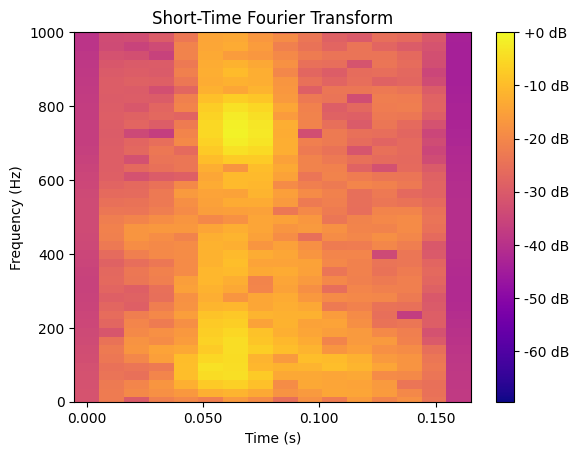 Short-Time Fourier Transform
1000
800
600
400
200
0
Frequency (Hz)
0.000
0.050
0.100
0.150
Time (s)
+0 dB
-10 dB
-20 dB
-30 dB
-40 dB
-50 dB
-60 dB